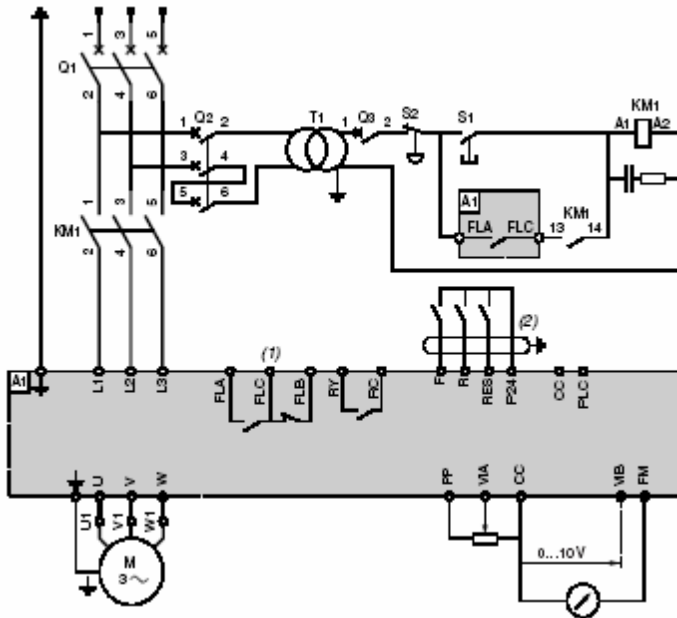 1 3 5
Q1
2 4 6
1 Q2 2
3 4
5 6
T1
1 Q3 2
S2
S1
KM1
A1 A2
A1
FLA FLC
KM1
13 14
1 3 5
KM1
2 4 6
(1)
(2)
A1
L1 L2 L3
FLA FLC FLB RY RC
F R RES P24 CC PLC
U V W
PP VIA CC VIB FM
U1 V1 W1
M
3
0...10V